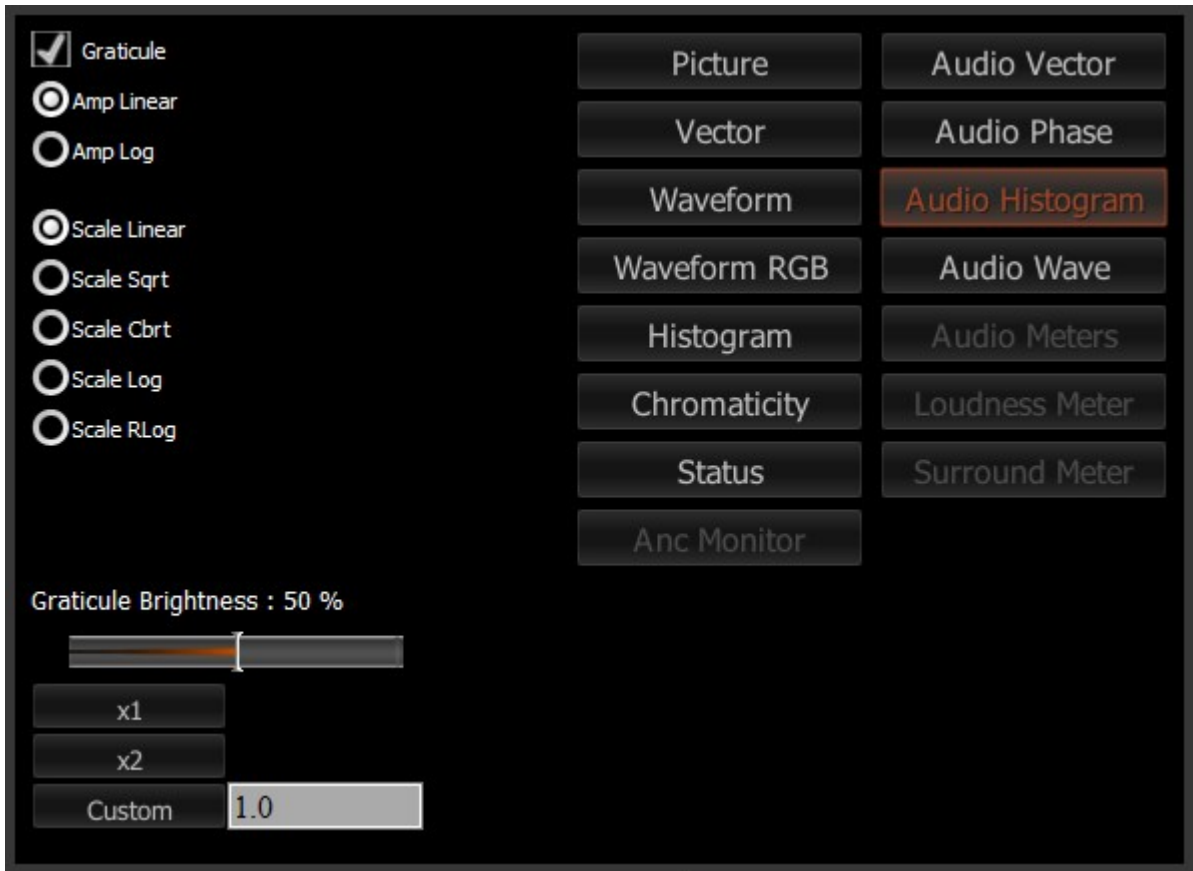 Graticule
Amp Linear
Amp Log
Scale Linear
Scale Sqrt
Scale Cbrt
Scale Log
Scale RLog
Graticule Brightness : 50 %
x1
x2
Custom
1.0
Picture
Vector
Waveform
Waveform RGB
Histogram
Chromaticity
Status
Anc Monitor
Audio Vector
Audio Phase
Audio Histogram
Audio Wave
Audio Meters
Loudness Meter
Surround Meter